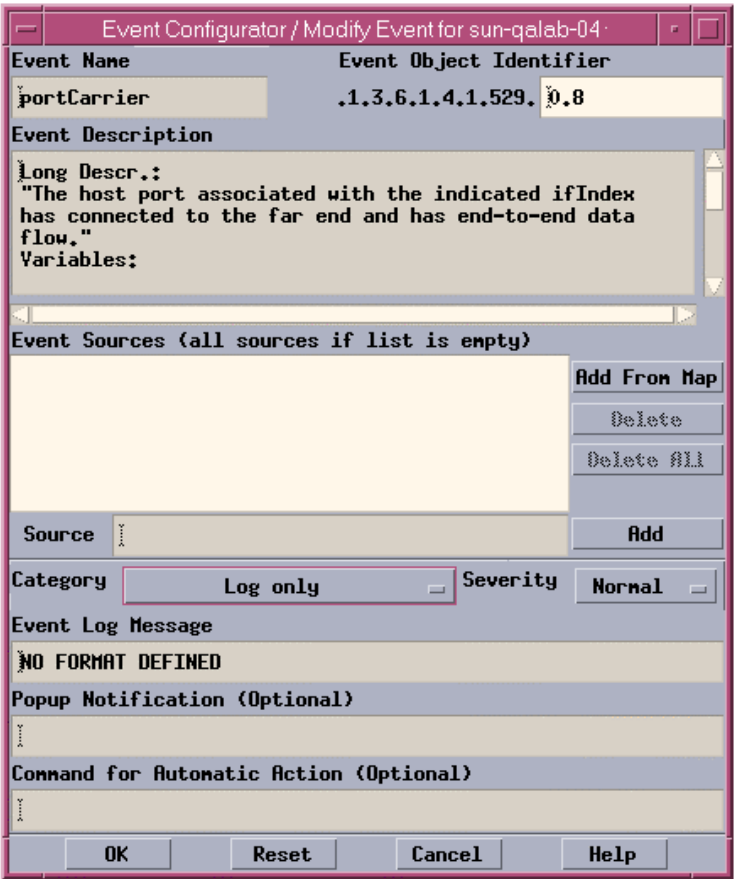 Event Configurator / Modify Event for sun-qalab-04
Event Name
Event Object Identifier
portCarrier
.1.3.6.1.4.1.529.
0.8
Event Description
Long Descr.:
"The host port associated with the indicated ifIndex
has connected to the far end and has end-to-end data
flow."
Variables:
Event Sources (all sources if list is empty)
Add From Map
Delete
Delete All
Source
Add
Category
Log only
Severity
Normal
Event Log Message
NO FORMAT DEFINED
Popup Notification (Optional)
Command for Automatic Action (Optional)
OK
Reset
Cancel
Help